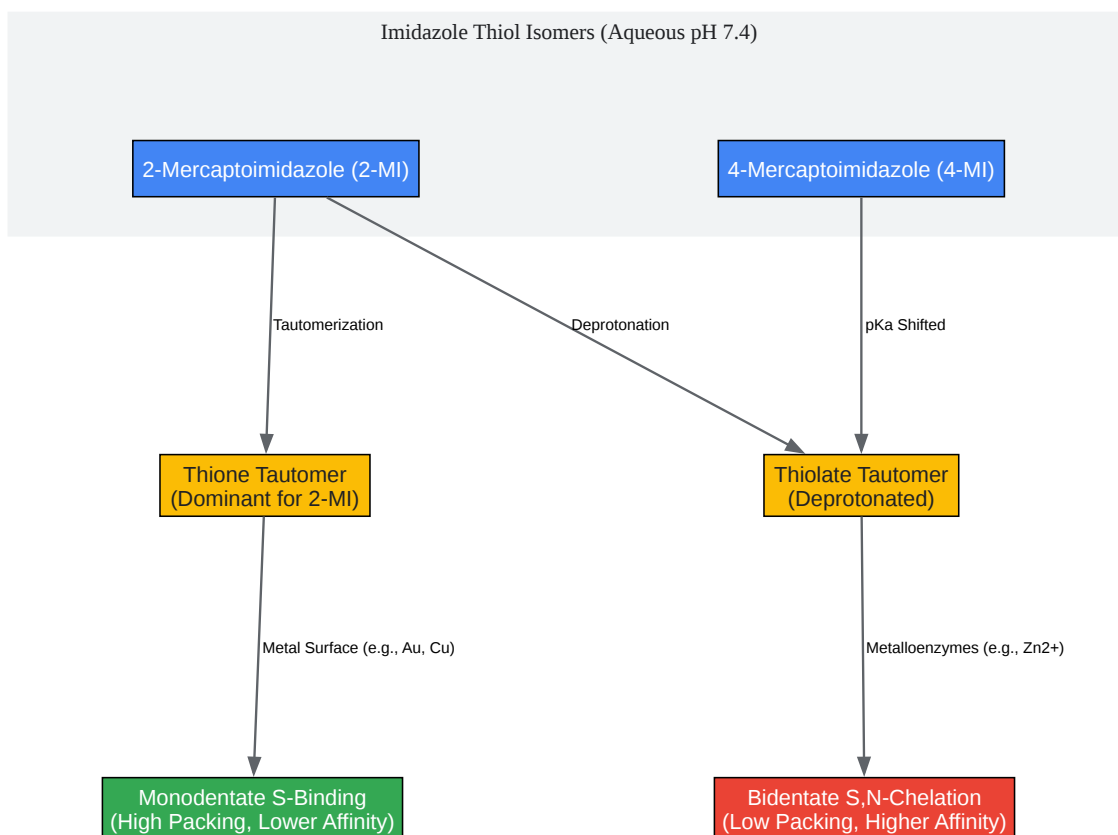 Imidazole Thiol Isomers (Aqueous pH 7.4)
2-Mercaptoimidazole (2-MI)
4-Mercaptoimidazole (4-MI)
Tautomerization
Deprotonation
pKa Shifted
Thione Tautomer
(Dominant for 2-MI)
Thiolate Tautomer
(Deprotonated)
Metal Surface (e.g., Au, Cu)
Metalloenzymes (e.g., Zn2+)
Monodentate S-Binding
(High Packing, Lower Affinity)
Bidentate S,N-Chelation
(Low Packing, Higher Affinity)